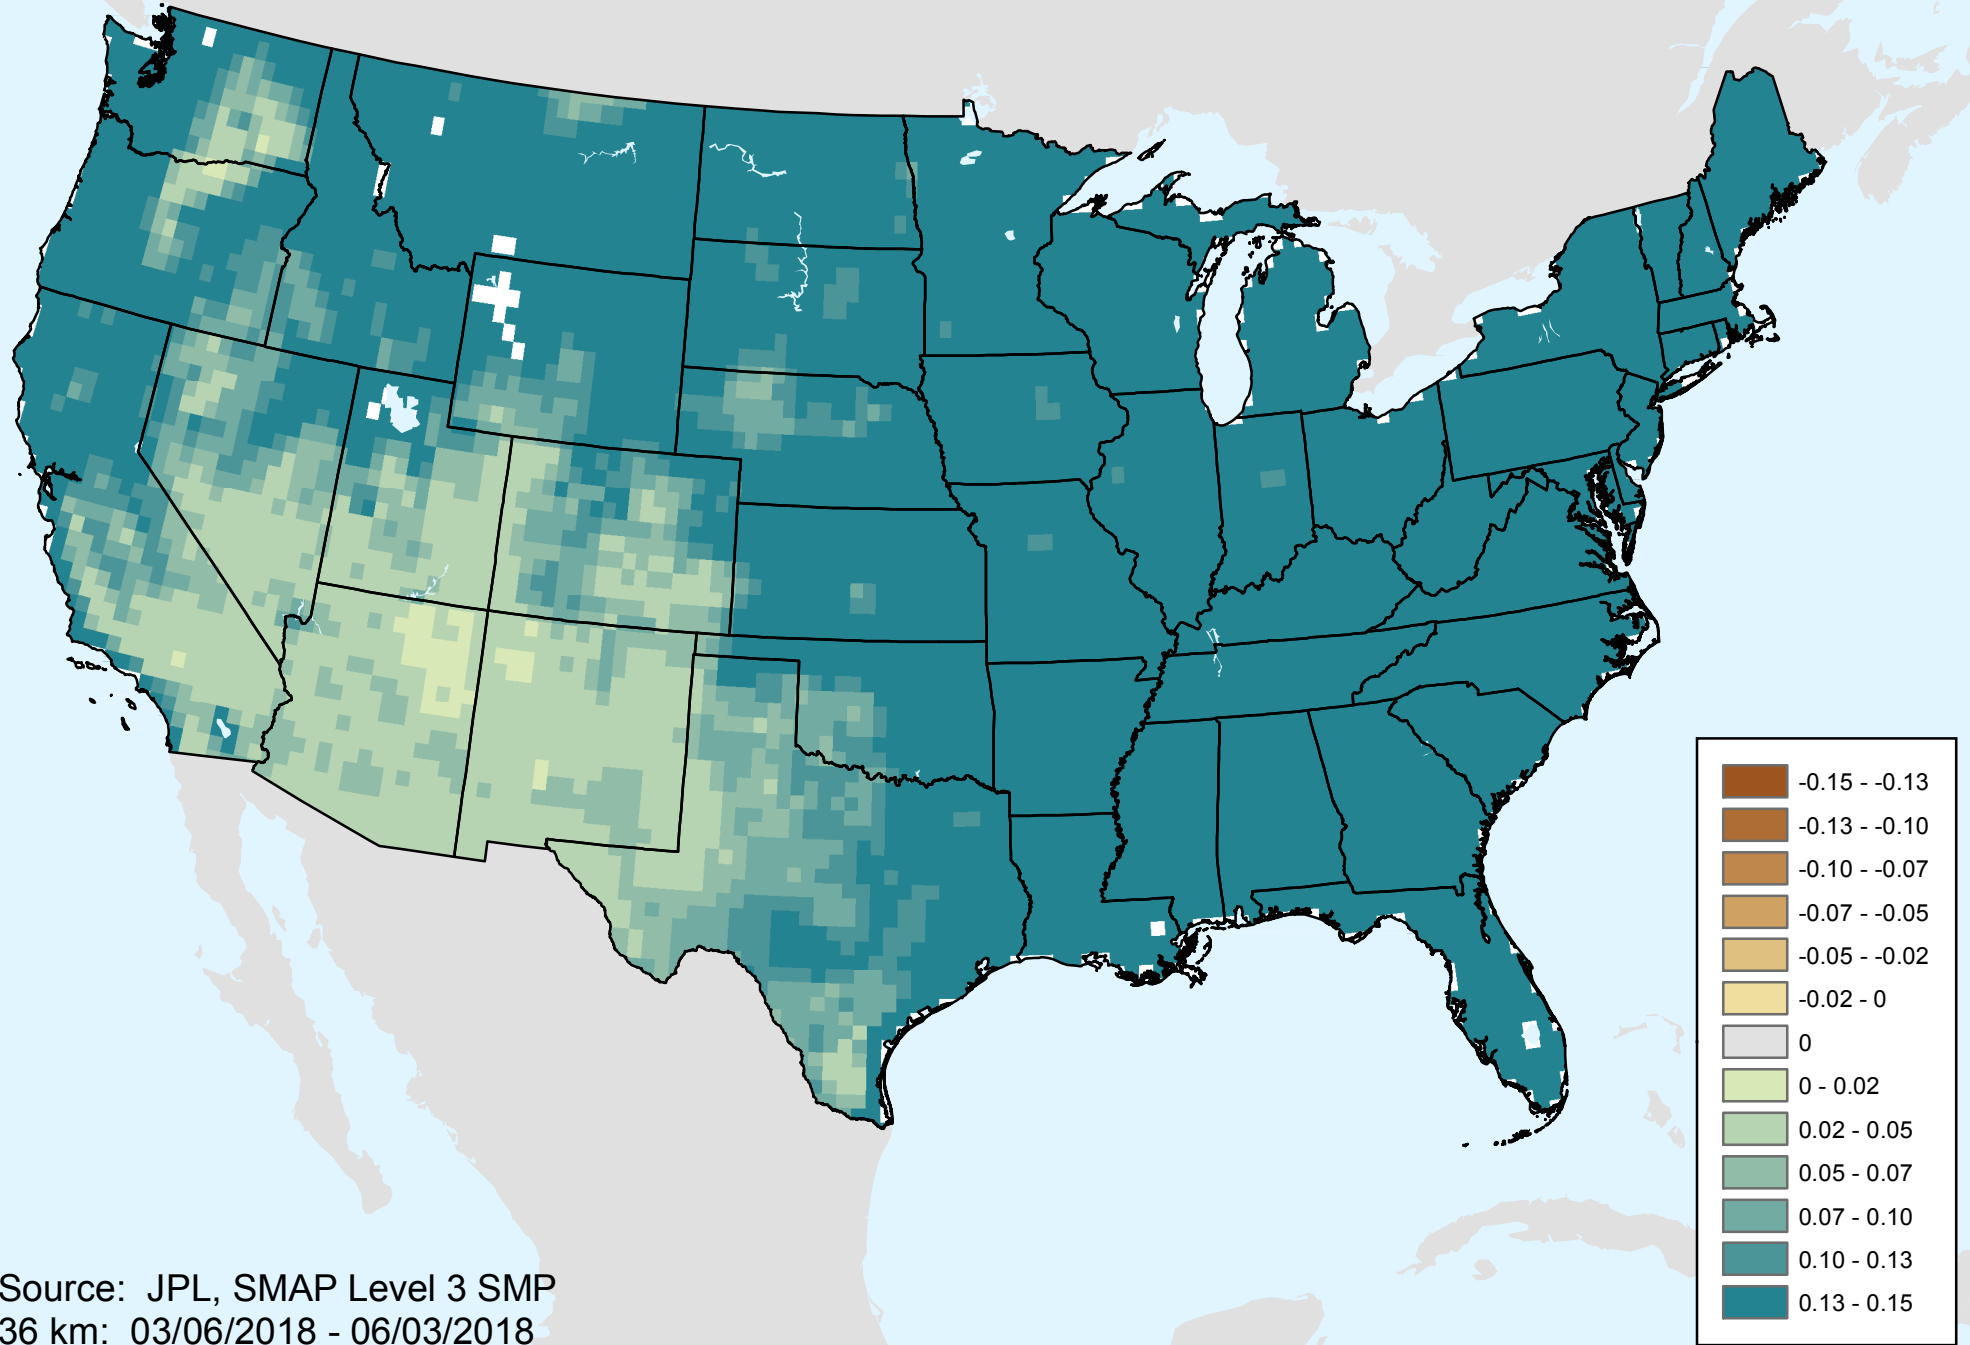 -0.15 - -0.13
-0.13 - -0.10
-0.10 - -0.07
-0.07 - -0.05
-0.05 - -0.02
-0.02 - 0
0
0 - 0.02
0.02 - 0.05
0.05 - 0.07
0.07 - 0.10
0.10 - 0.13
0.13 - 0.15
Source:  JPL, SMAP Level 3 SMP
36 km:  03/06/2018 - 06/03/2018